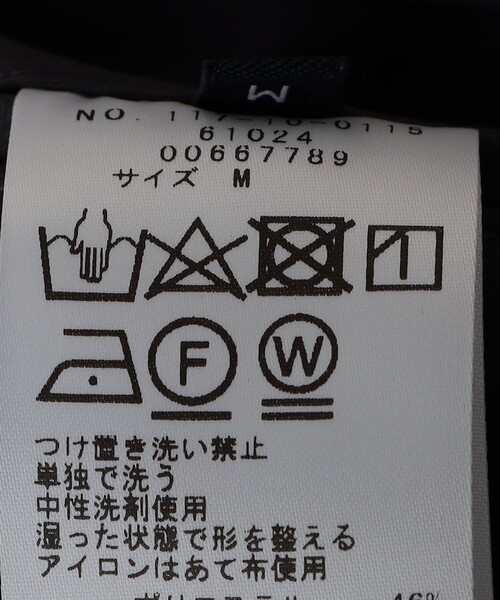 M
NO. 117-10-0115
61024
00667789
サイズ M
F
W
つけ置き洗い禁止
単独で洗う
中性洗剤使用
湿った状態で形を整える
アイロンはあて布使用